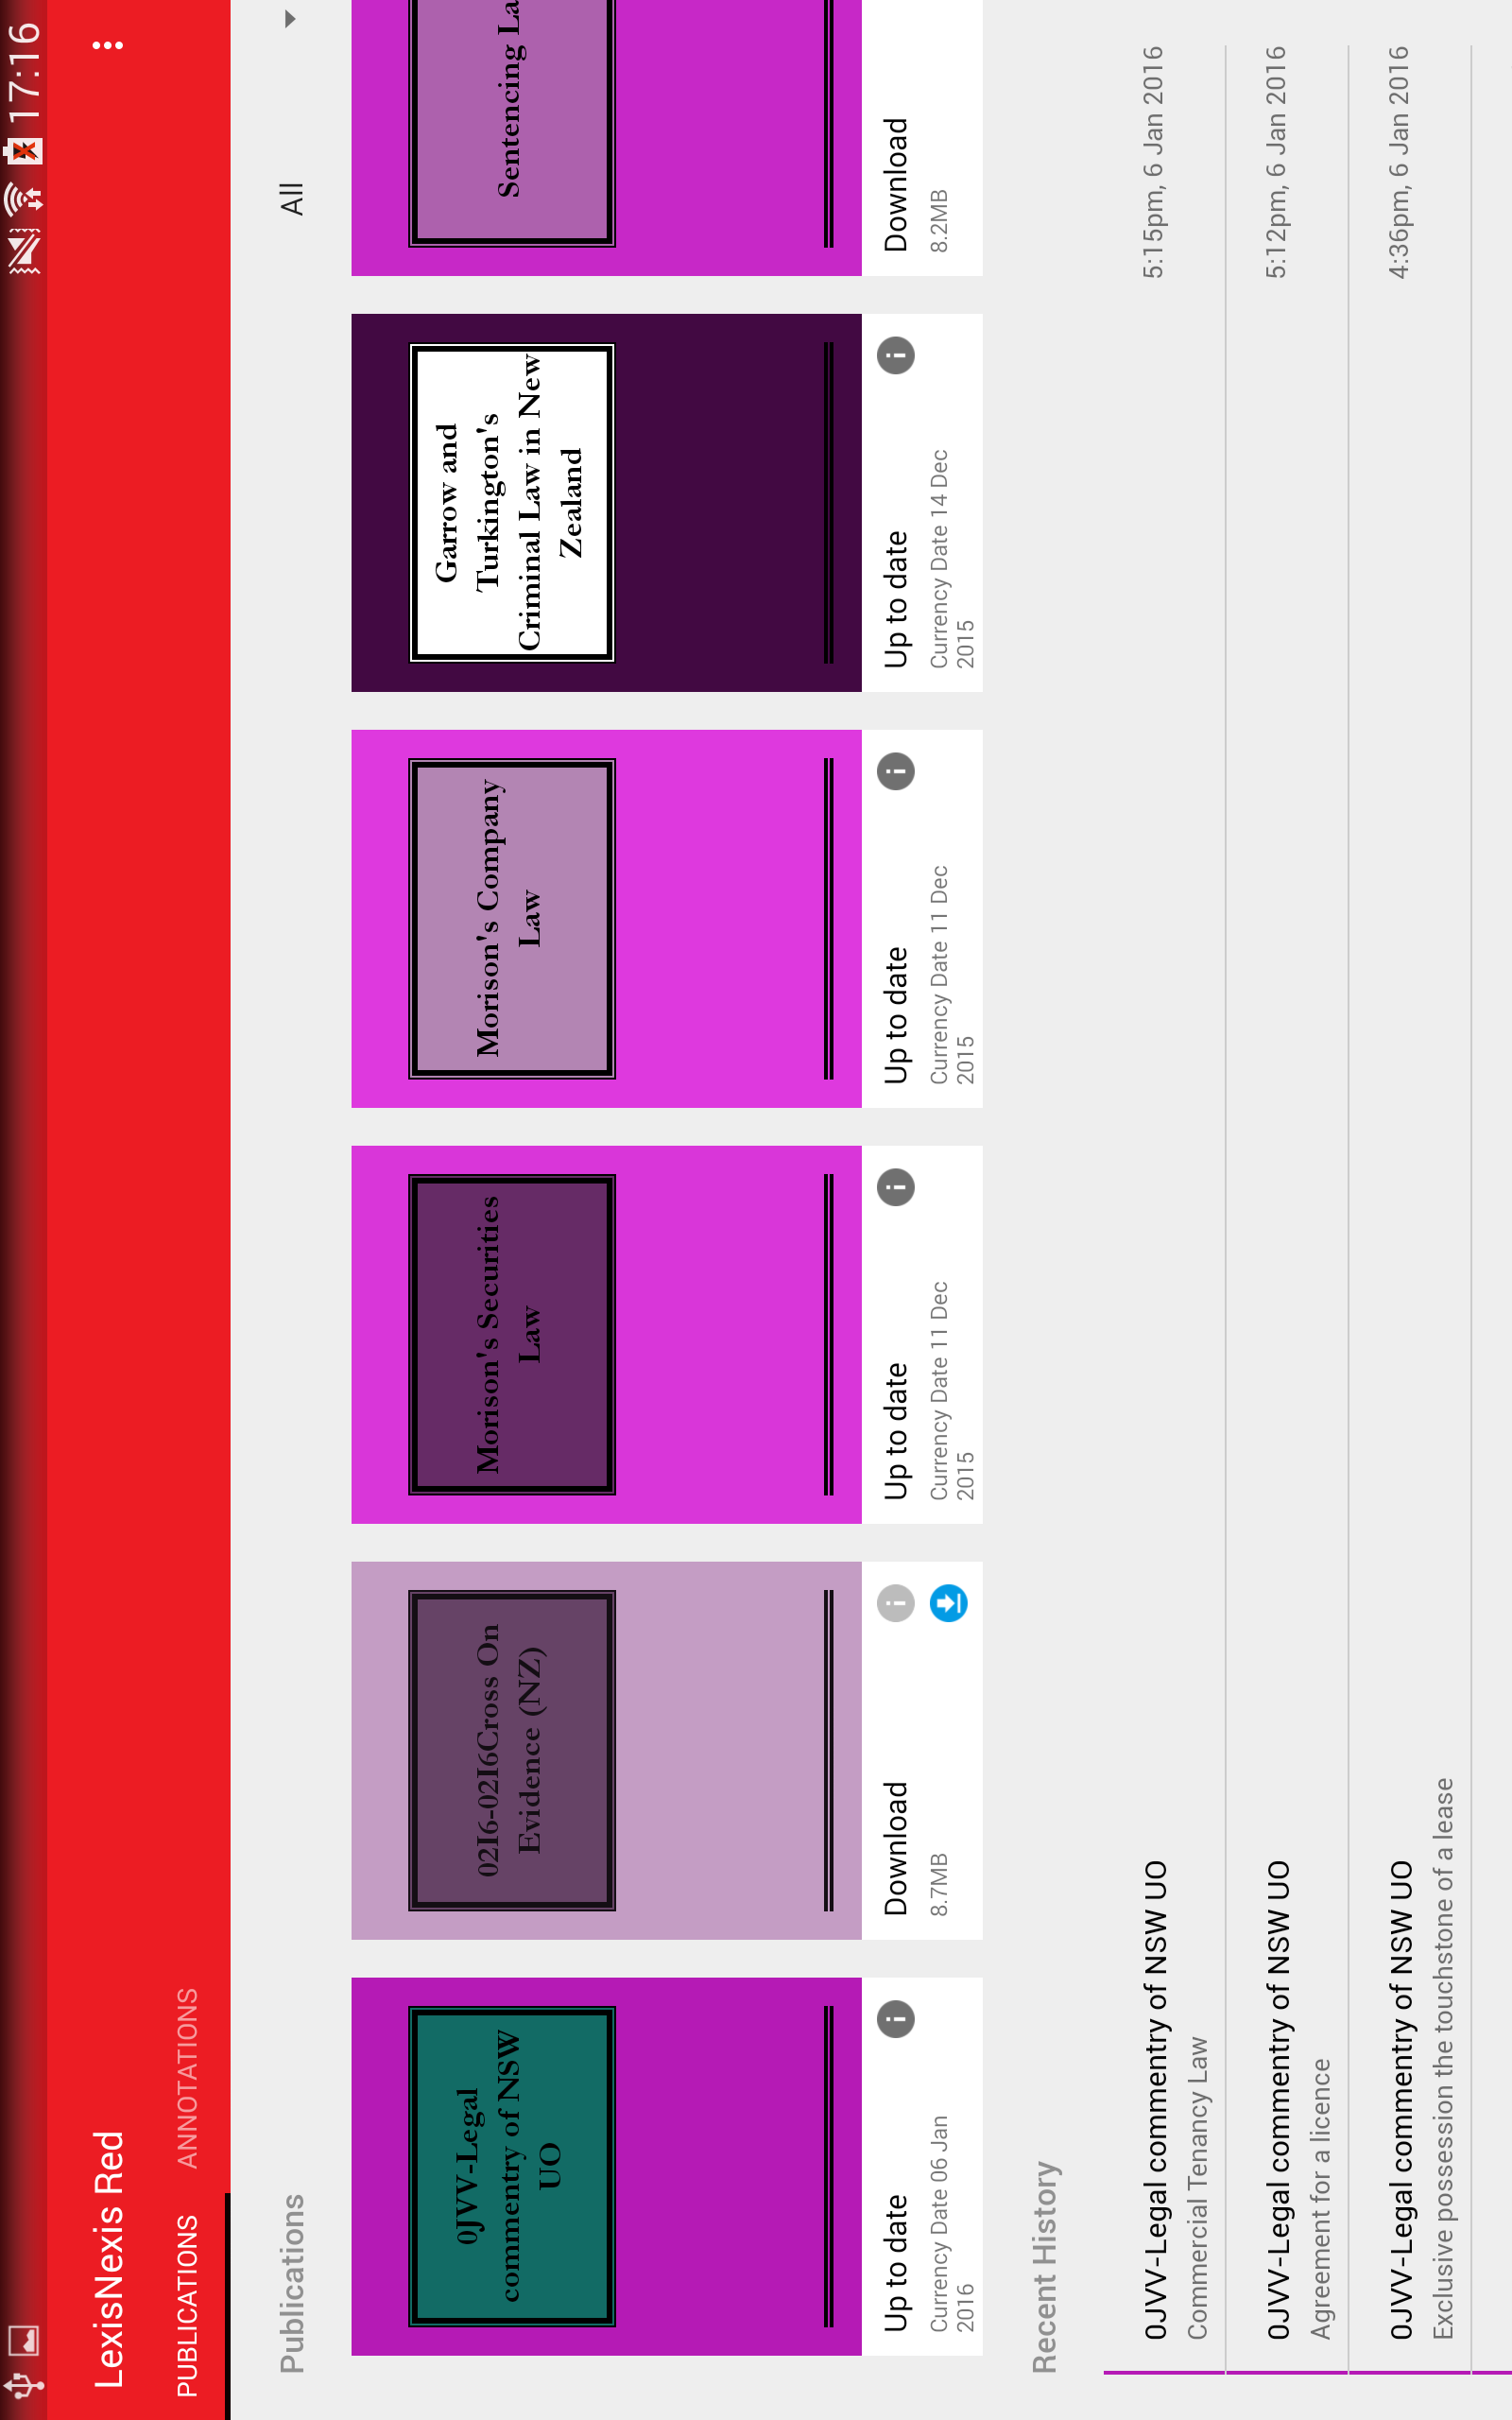 17:16
LexisNexis Red
PUBLICATIONS
ANNOTATIONS
Publications
All
0JVV-Legal
commentry of NSW
UO
Up to date
Currency Date 06 Jan
2016
02I6-02I6Cross On
Evidence (NZ)
Download
8.7MB
Morison's Securities
Law
Up to date
Currency Date 11 Dec
2015
Morison's Company
Law
Up to date
Currency Date 11 Dec
2015
Garrow and
Turkington's
Criminal Law in New
Zealand
Up to date
Currency Date 14 Dec
2015
Sentencing La
Download
8.2MB
Recent History
0JVV-Legal commentry of NSW UO
5:15pm, 6 Jan 2016
Commercial Tenancy Law
0JVV-Legal commentry of NSW UO
5:12pm, 6 Jan 2016
Agreement for a licence
0JVV-Legal commentry of NSW UO
4:36pm, 6 Jan 2016
Exclusive possession the touchstone of a lease